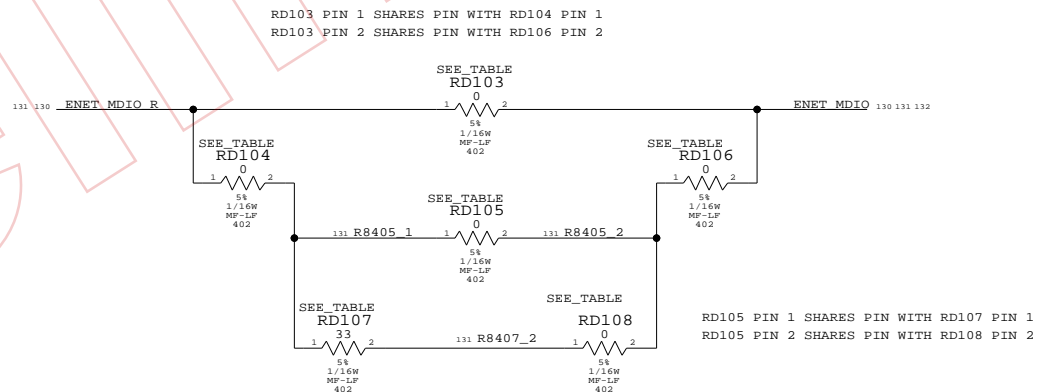 RD103 PIN 1 SHARES PIN WITH RD104 PIN 1
RD103 PIN 2 SHARES PIN WITH RD106 PIN 2
SEE_TABLE
RD103
0
131 130 ENET_MDIO_R
1 2
ENET_MDIO 130 131 132
5%
1/16W
MF-LF
402
SEE_TABLE
RD104
0
1 2
5%
1/16W
MF-LF
402
SEE_TABLE
RD106
0
1 2
5%
1/16W
MF-LF
402
SEE_TABLE
RD105
0
131 R8405_1
1 2
131 R8405_2
5%
1/16W
MF-LF
402
SEE_TABLE
RD107
33
1 2
5%
1/16W
MF-LF
402
131 R8407_2
SEE_TABLE
RD108
0
1 2
5%
1/16W
MF-LF
402
RD105 PIN 1 SHARES PIN WITH RD107 PIN 1
RD105 PIN 2 SHARES PIN WITH RD108 PIN 2